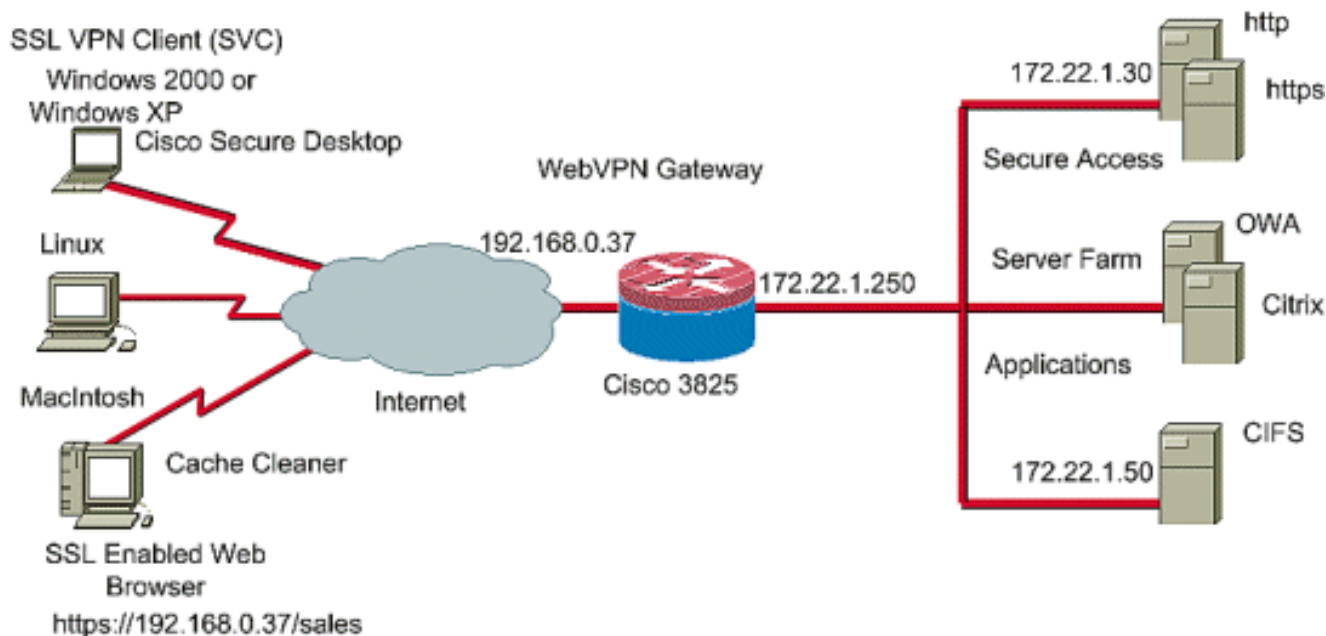 SSL VPN Client (SVC)
Windows 2000 or
Windows XP
Cisco Secure Desktop
Linux
MacIntosh
Cache Cleaner
SSL Enabled Web
Browser
https://192.168.0.37/sales
Internet
192.168.0.37
WebVPN Gateway
Cisco 3825
172.22.1.250
172.22.1.30
http
https
Secure Access
Server Farm
OWA
Citrix
Applications
172.22.1.50
CIFS